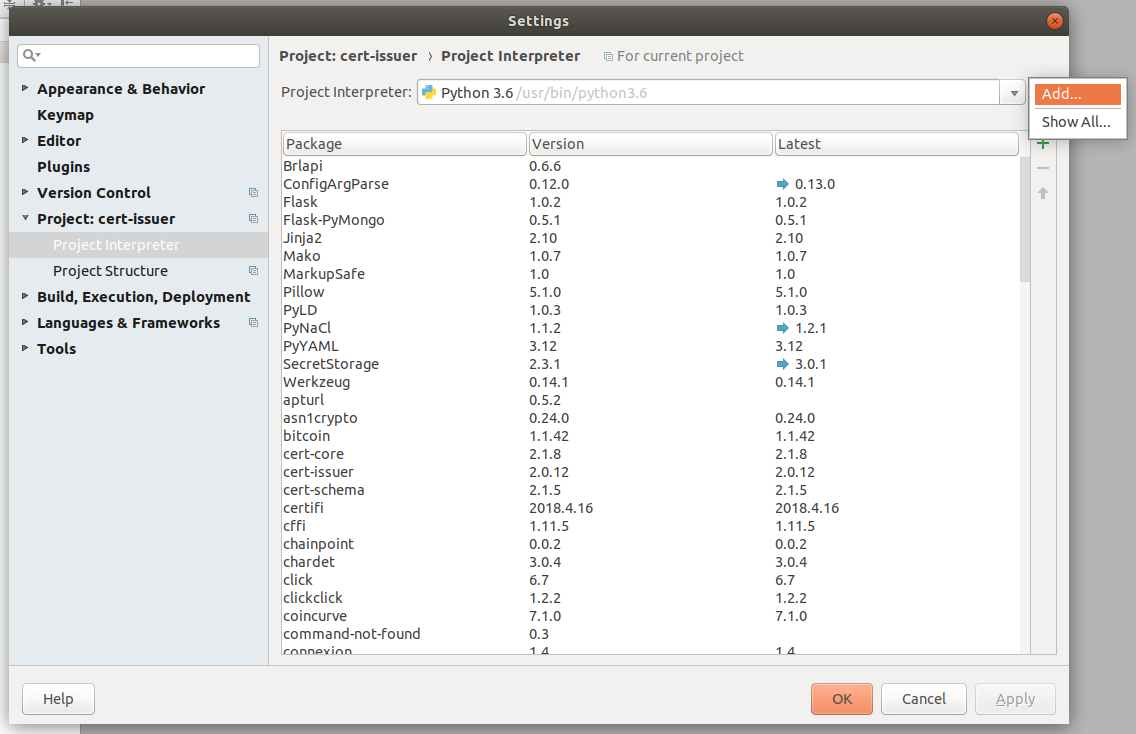 Settings
Project: cert-issuer › Project Interpreter For current project
Project Interpreter: Python 3.6 /usr/bin/python3.6
Add...
Show All...
Appearance & Behavior
Keymap
Editor
Plugins
Version Control
Project: cert-issuer
Project Interpreter
Project Structure
Build, Execution, Deployment
Languages & Frameworks
Tools
Package Version Latest
Brlapi 0.6.6
ConfigArgParse 0.12.0 0.13.0
Flask 1.0.2 1.0.2
Flask-PyMongo 0.5.1 0.5.1
Jinja2 2.10 2.10
Mako 1.0.7 1.0.7
MarkupSafe 1.0 1.0
Pillow 5.1.0 5.1.0
PyLD 1.0.3 1.0.3
PyNaCl 1.1.2 1.2.1
PyYAML 3.12 3.12
SecretStorage 2.3.1 3.0.1
Werkzeug 0.14.1 0.14.1
apturl 0.5.2
asn1crypto 0.24.0 0.24.0
bitcoin 1.1.42 1.1.42
cert-core 2.1.8 2.1.8
cert-issuer 2.0.12 2.0.12
cert-schema 2.1.5 2.1.5
certifi 2018.4.16 2018.4.16
cffi 1.11.5 1.11.5
chainpoint 0.0.2 0.0.2
chardet 3.0.4 3.0.4
click 6.7 6.7
clickclick 1.2.2 1.2.2
coincurve 7.1.0 7.1.0
command-not-found 0.3
connexion 1.4 1.4
Help OK Cancel Apply